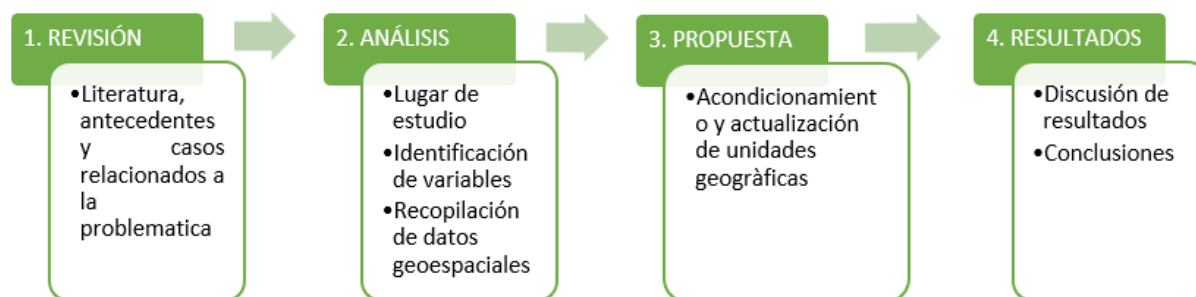 1. REVISIÓN
•Literatura,
antecedentes
y casos
relacionados a
la
problematica
2. ANÁLISIS
•Lugar de
estudio
•Identificación
de variables
•Recopilación
de datos
geoespaciales
3. PROPUESTA
•Acondicionamient
o y actualización
de unidades
geogràficas
4. RESULTADOS
•Discusión de
resultados
•Conclusiones